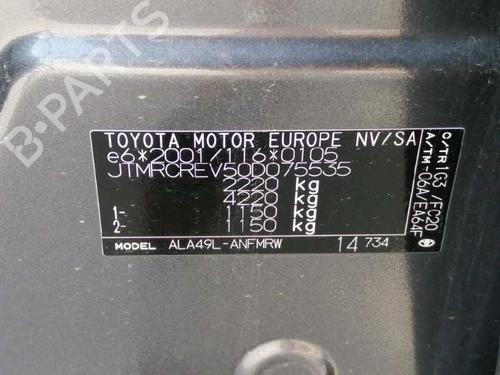 B-PARTS
TOYOTA MOTOR EUROPE NV/SA
e6*2001/116*0105
JTMRCREV50D075535
2220 kg
4220 kg
1- 1150 kg
2- 1150 kg
MODEL ALA49L-ANFMRW 14 734
C/TR 1G3 /FC20
A/TM -06A/EA64F